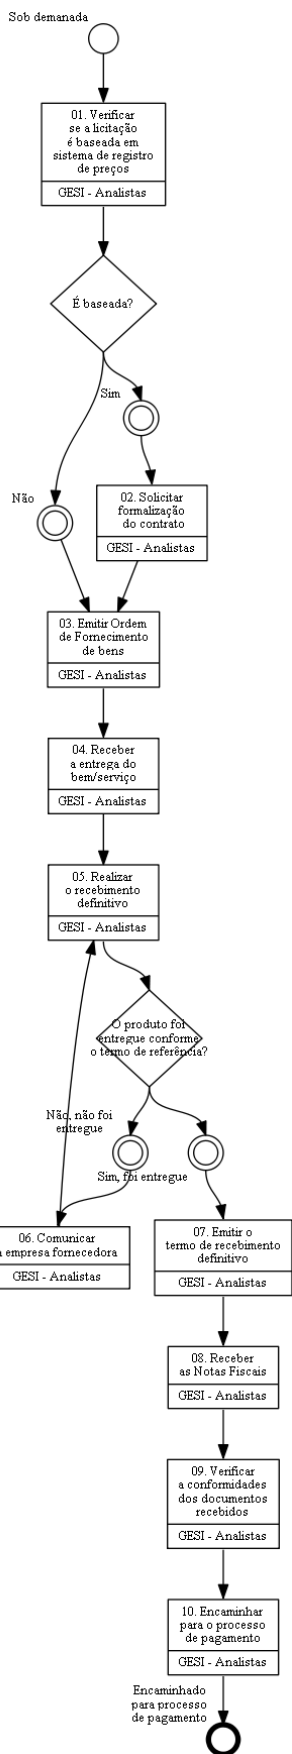 Sob demanada
01. Verificar
se a licitação
é baseada em
sistema de registro
de preços
GESI - Analistas
É baseada?
Sim
Não
02. Solicitar
formalização
do contrato
GESI - Analistas
03. Emitir Ordem
de Fornecimento
de bens
GESI - Analistas
04. Receber
a entrega do
bem/serviço
GESI - Analistas
05. Realizar
o recebimento
definitivo
GESI - Analistas
O produto foi
entregue conforme
o termo de referência?
Não, não foi
entregue
Sim, foi entregue
06. Comunicar
a empresa fornecedora
GESI - Analistas
07. Emitir o
termo de recebimento
definitivo
GESI - Analistas
08. Receber
as Notas Fiscais
GESI - Analistas
09. Verificar
a conformidades
dos documentos
recebidos
GESI - Analistas
10. Encaminhar
para o processo
de pagamento
GESI - Analistas
Encaminhado
para processo
de pagamento